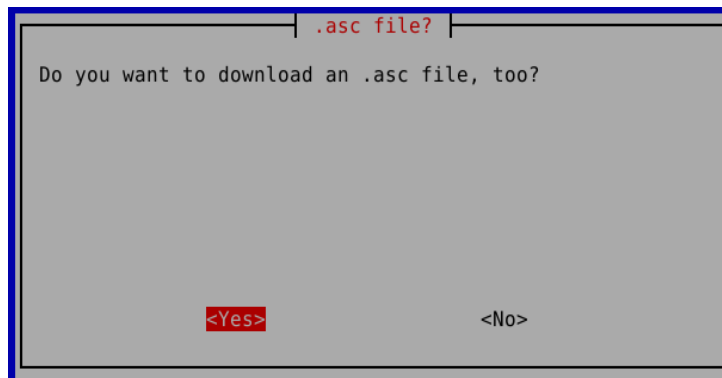 .asc file?
Do you want to download an .asc file, too?
<Yes> <No>